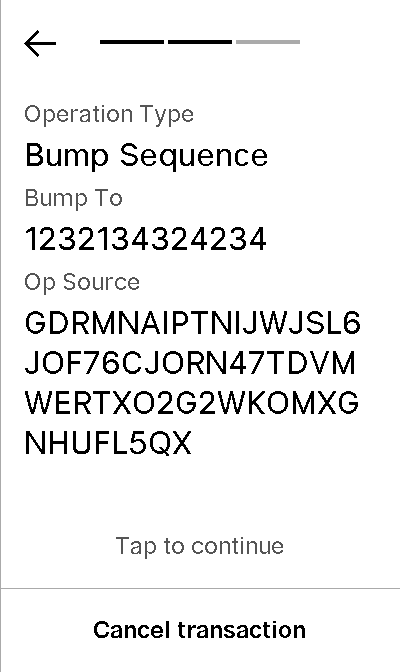 Operation Type
Bump Sequence
Bump To
1232134324234
Op Source
GDRMNAIPTNIJWJSL6
JOF76CJORN47TDVM
WERTXO2G2WKOMXG
NHUFL5QX
Tap to continue
Cancel transaction